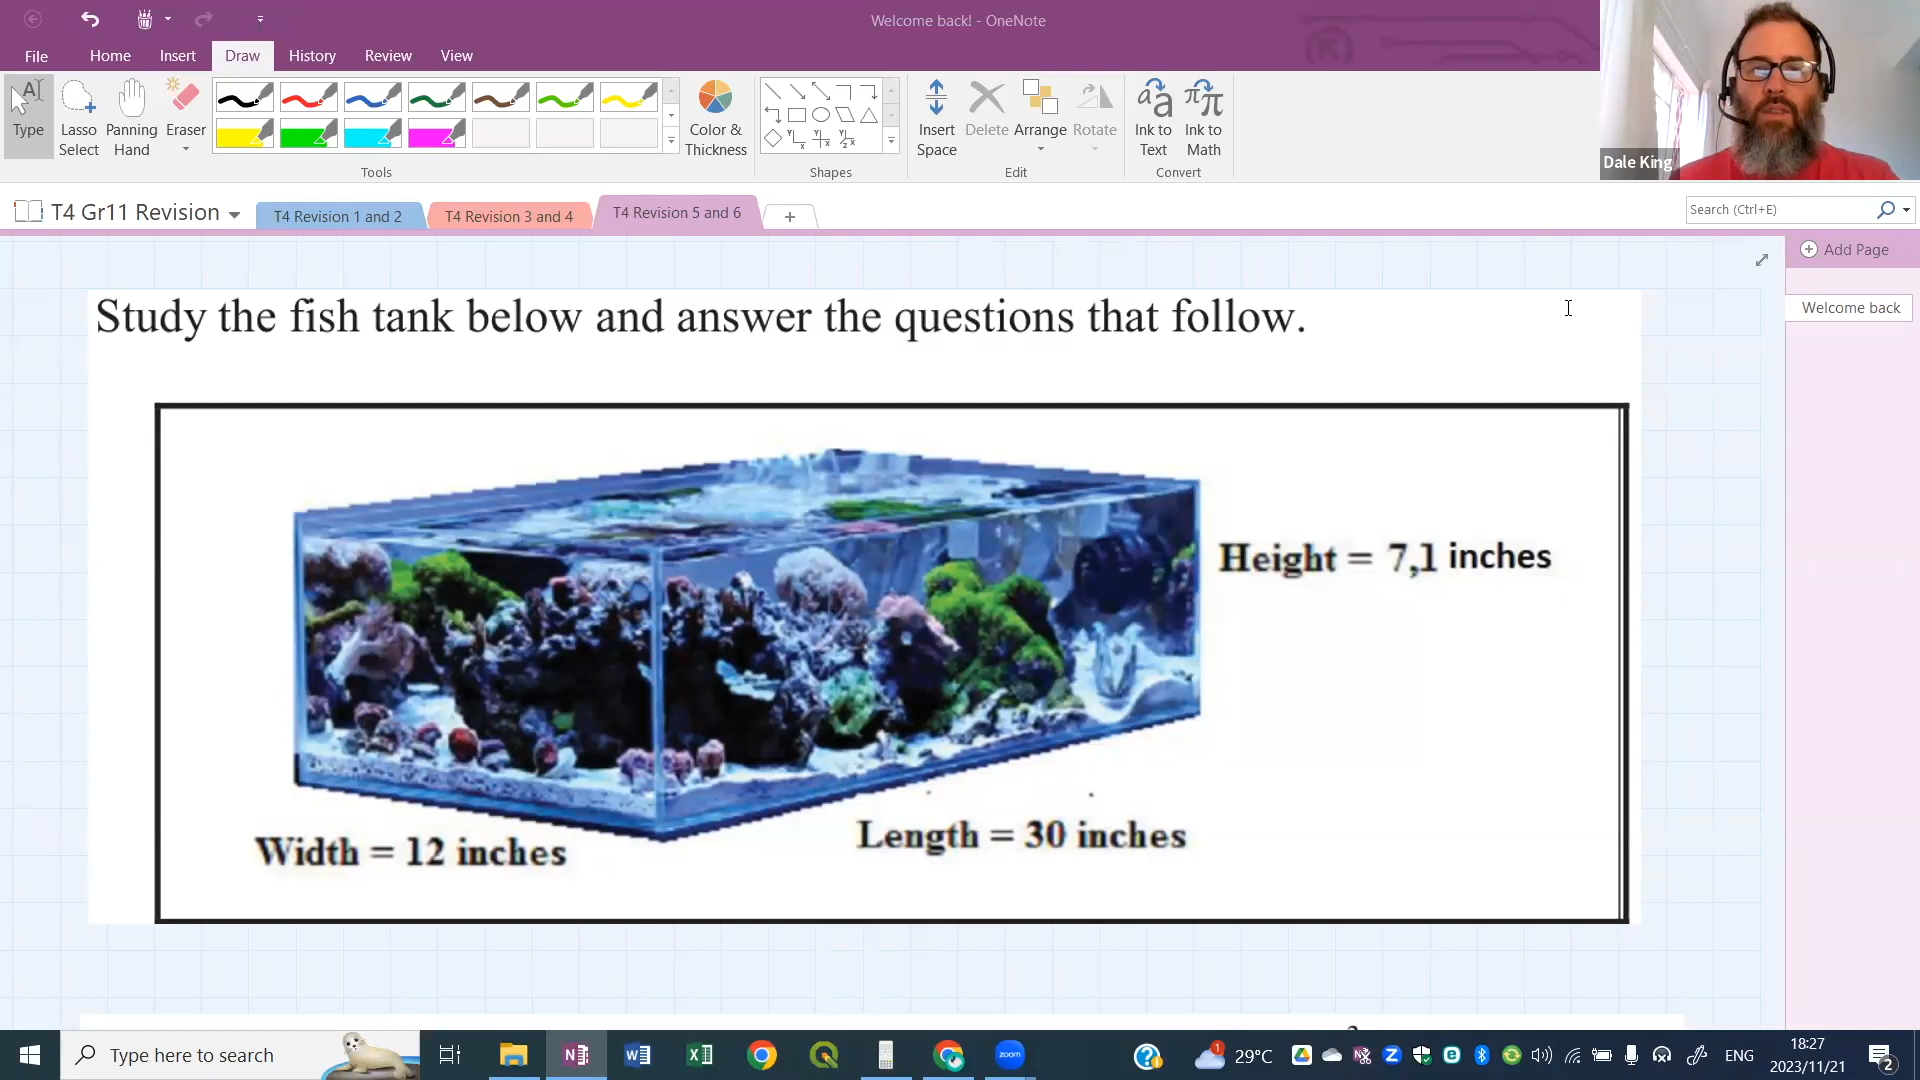 Welcome back! - OneNote
File Home Insert Draw History Review View
Type
Lasso Select
Panning Hand
Eraser
Color & Thickness
Insert Space
Delete
Arrange
Rotate
Ink to Text
Ink to Math
Tools
Shapes
Edit
Convert
Dale King
T4 Gr11 Revision
T4 Revision 1 and 2
T4 Revision 3 and 4
T4 Revision 5 and 6
Search (Ctrl+E)
Add Page
Welcome back
Study the fish tank below and answer the questions that follow.
Height = 7,1 inches
Length = 30 inches
Width = 12 inches
Type here to search
zoom
29°C
ENG
18:27
2023/11/21
2